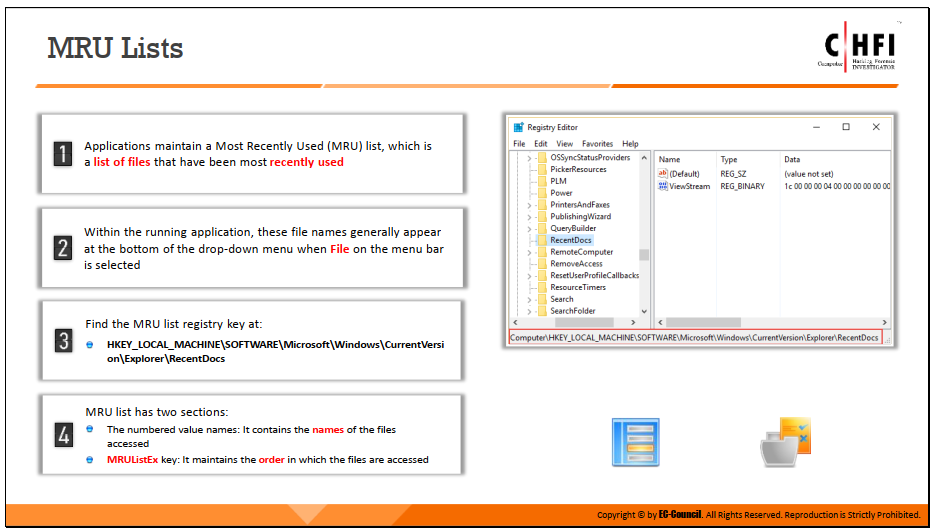 MRU Lists
C HFI
Computer Hacking Forensic
INVESTIGATOR
1
Applications maintain a Most Recently Used (MRU) list, which is
a list of files that have been most recently used
2
Within the running application, these file names generally appear
at the bottom of the drop-down menu when File on the menu bar
is selected
3
Find the MRU list registry key at:
HKEY_LOCAL_MACHINE\SOFTWARE\Microsoft\Windows\CurrentVersi
on\Explorer\RecentDocs
4
MRU list has two sections:
The numbered value names: It contains the names of the files
accessed
MRUListEx key: It maintains the order in which the files are accessed
Registry Editor
File Edit View Favorites Help
OSSyncStatusProviders
PickerResources
PLM
Power
PrintersAndFaxes
PublishingWizard
QueryBuilder
RecentDocs
RemoteComputer
RemoveAccess
ResetUserProfileCallbacks
ResourceTimers
Search
SearchFolder
Name Type Data
ab (Default) REG_SZ (value not set)
ViewStream REG_BINARY 1c 00 00 00 04 00 00 00 00 00 00
Computer\HKEY_LOCAL_MACHINE\SOFTWARE\Microsoft\Windows\CurrentVersion\Explorer\RecentDocs
Copyright © by EC-Council. All Rights Reserved. Reproduction is Strictly Prohibited.